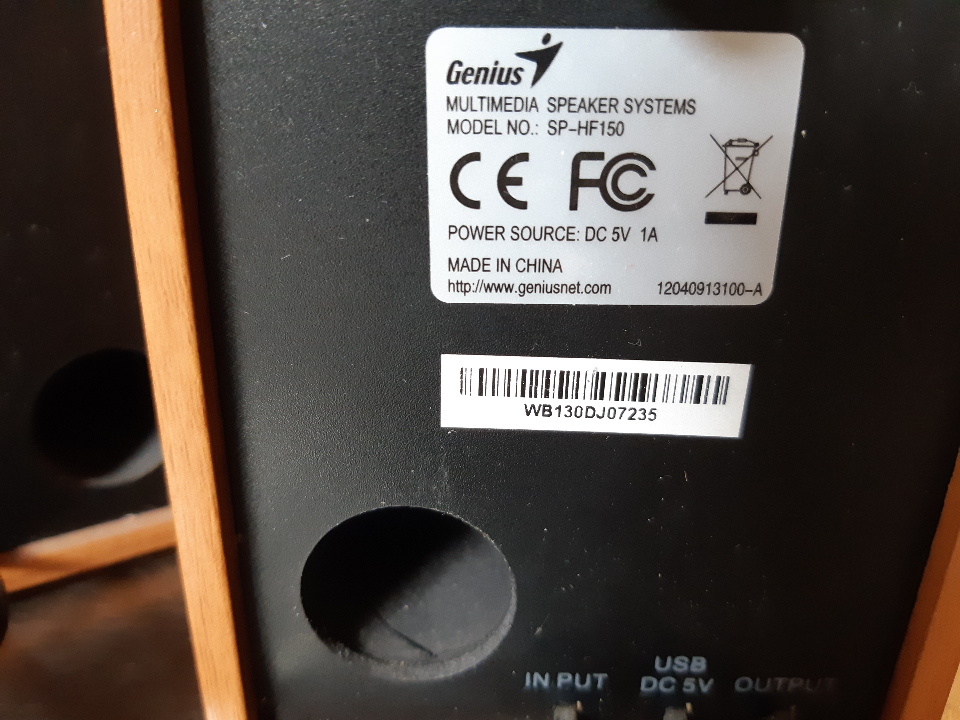 Genius
MULTIMEDIA SPEAKER SYSTEMS
MODEL NO.: SP-HF150
CE FCC
POWER SOURCE: DC 5V 1A
MADE IN CHINA
http://www.geniusnet.com 12040913100-A
WB130DJ07235
USB
IN PUT DC 5V OUTPUT